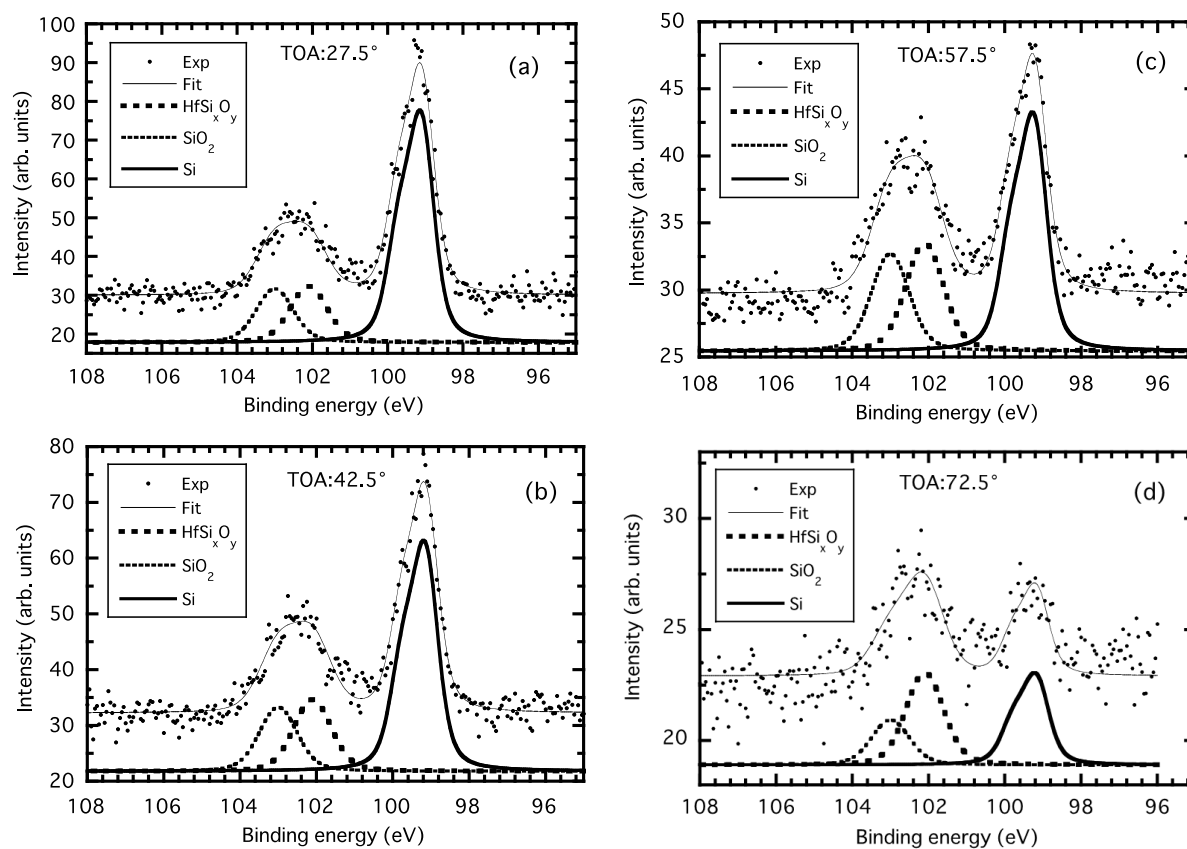 100
90
80
70
60
50
40
30
20
Intensity (arb. units)
Exp
Fit
HfSixOy
SiO2
Si
TOA:27.5°
(a)
108 106 104 102 100 98 96
Binding energy (eV)
50
45
40
35
30
25
Intensity (arb. units)
Exp
Fit
HfSixOy
SiO2
Si
TOA:57.5°
(c)
108 106 104 102 100 98 96
Binding energy (eV)
80
70
60
50
40
30
20
Intensity (arb. units)
Exp
Fit
HfSixOy
SiO2
Si
TOA:42.5°
(b)
108 106 104 102 100 98 96
Binding energy (eV)
31
25
19
Intensity (arb. units)
Exp
Fit
HfSixOy
SiO2
Si
TOA:72.5°
(d)
108 106 104 102 100 98 96
Binding energy (eV)